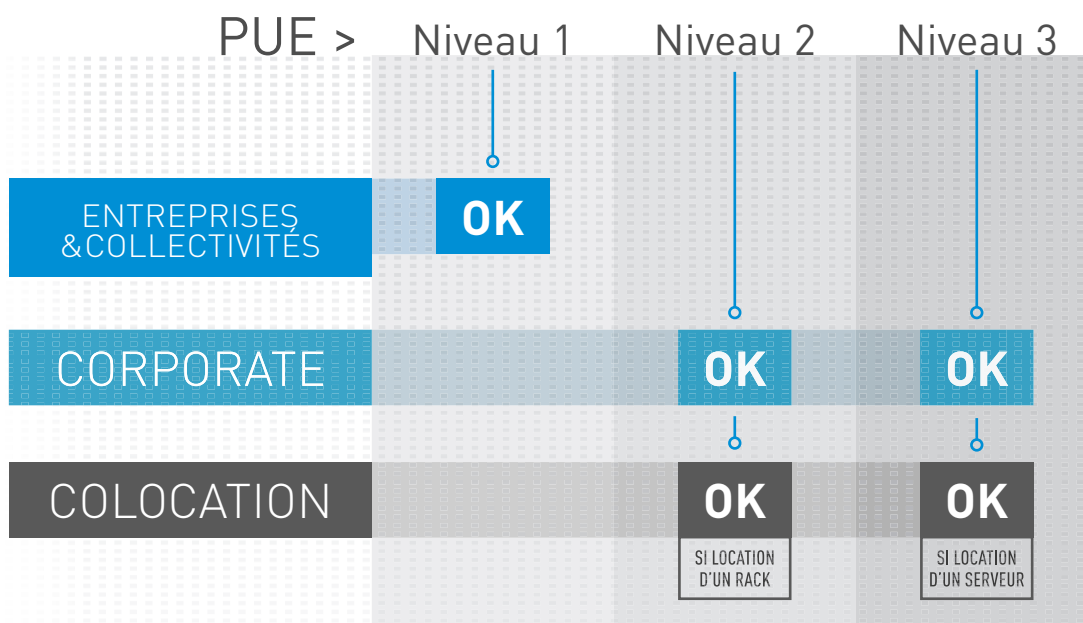 PUE > Niveau 1 Niveau 2 Niveau 3
ENTREPRISES
&COLLECTIVITÉS
OK
CORPORATE OK OK
COLOCATION OK OK
SI LOCATION
D'UN RACK
SI LOCATION
D'UN SERVEUR